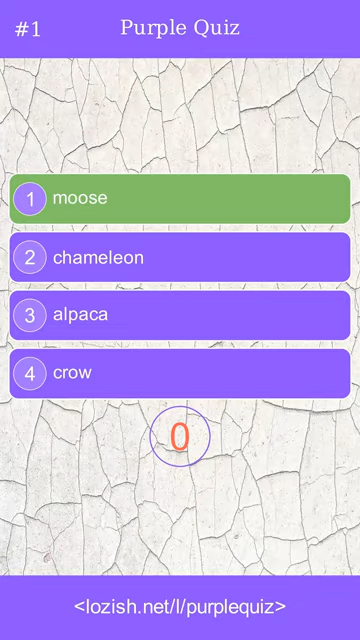 #1
Purple Quiz
1 moose
2 chameleon
3 alpaca
4 crow
0
<lozish.net/l/purplequiz>